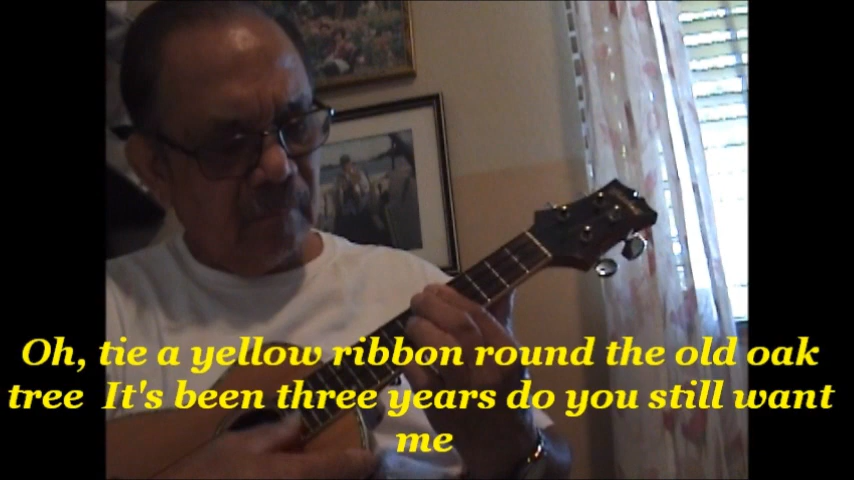 Oh, tie a yellow ribbon round the old oak
tree  It's been three years do you still want
me